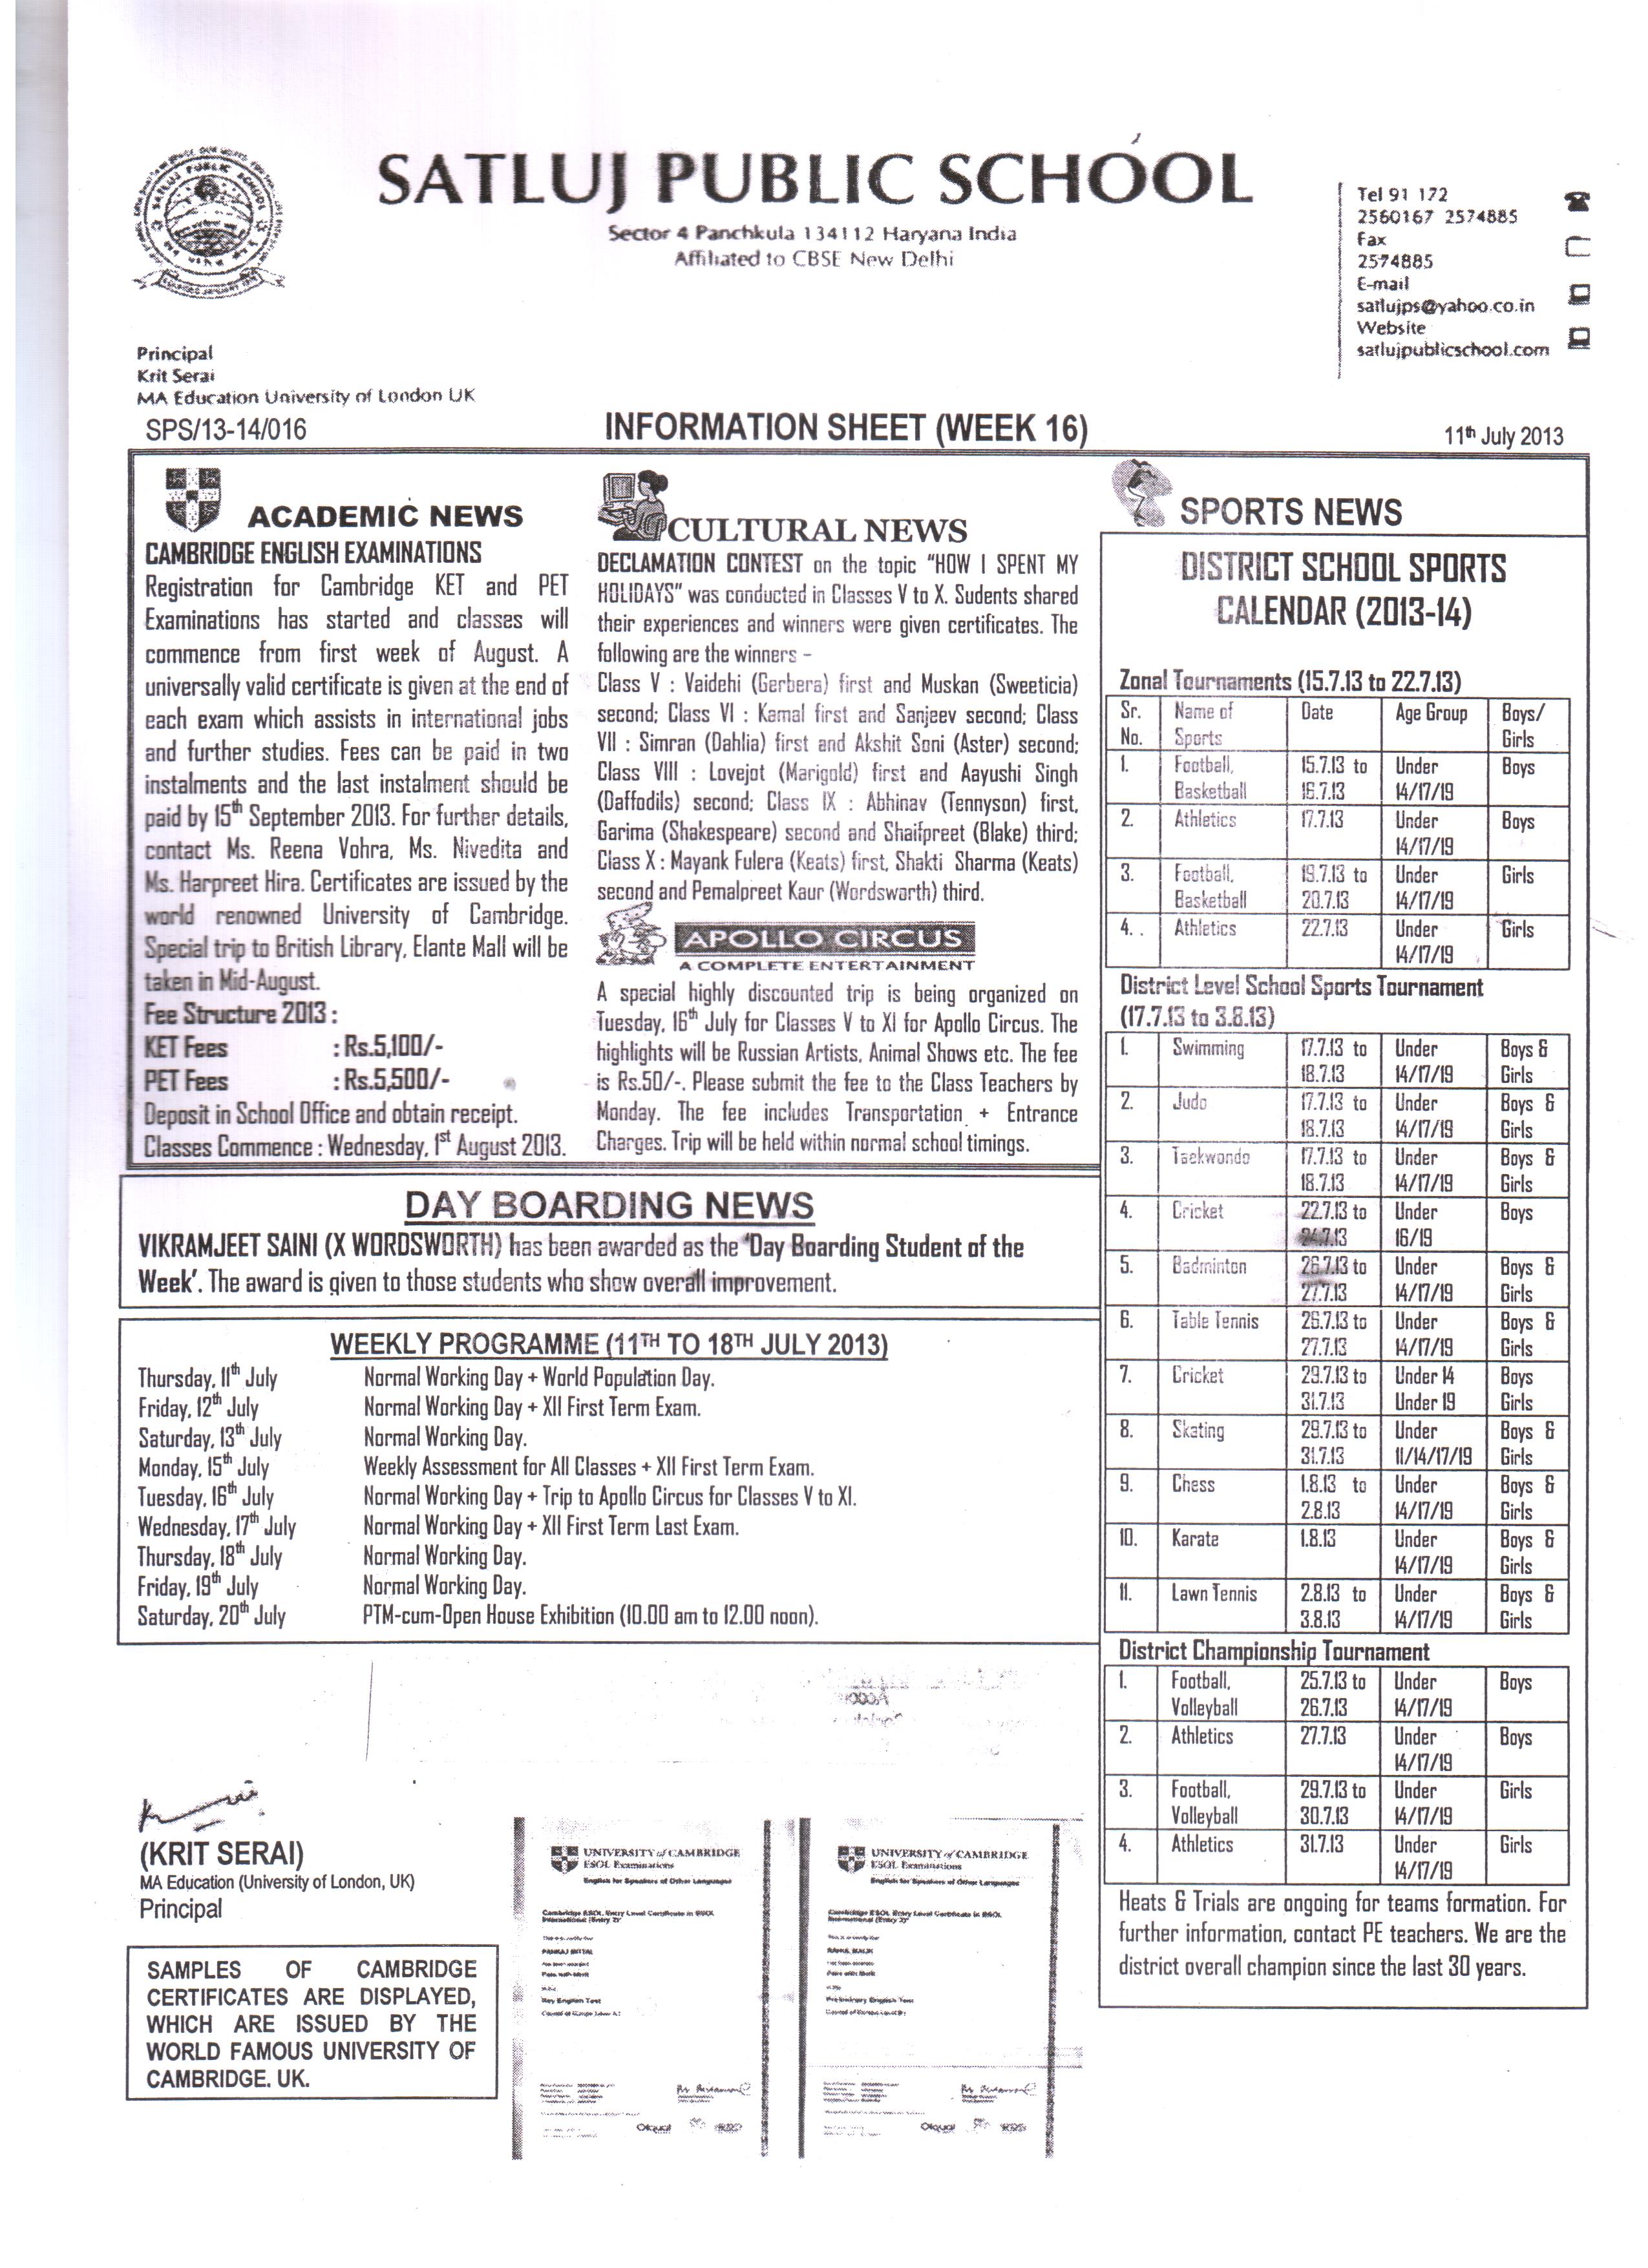 SATLUJ PUBLIC SCHOOL
Sector 4 Panchkula 134112 Haryana India
Affiliated to CBSE New Delhi
Tel 91 172
2560167 2574885
Fax
2574885
E-mail
satlujps@yahoo.co.in
Website
satlujpublicschool.com
Principal
Krit Serai
MA Education University of London UK
SPS/13-14/016
INFORMATION SHEET (WEEK 16)
11th July 2013
ACADEMIC NEWS
CAMBRIDGE ENGLISH EXAMINATIONS
Registration for Cambridge KET and PET
Examinations has started and classes will
commence from first week of August. A
universally valid certificate is given at the end of
each exam which assists in international jobs
and further studies. Fees can be paid in two
instalments and the last instalment should be
paid by 15th September 2013. For further details,
contact Ms. Reena Vohra, Ms. Nivedita and
Ms. Harpreet Hira. Certificates are issued by the
world renowned University of Cambridge.
Special trip to British Library, Elante Mall will be
taken in Mid-August.
Fee Structure 2013 :
KET Fees : Rs.5,100/-
PET Fees : Rs.5,500/-
Deposit in School Office and obtain receipt.
Classes Commence : Wednesday, 1st August 2013.
CULTURAL NEWS
DECLAMATION CONTEST on the topic "HOW I SPENT MY
HOLIDAYS" was conducted in Classes V to X. Sudents shared
their experiences and winners were given certificates. The
following are the winners –
Class V : Vaidehi (Gerbera) first and Muskan (Sweeticia)
second; Class VI : Kamal first and Sanjeev second; Class
VII : Simran (Dahlia) first and Akshit Soni (Aster) second;
Class VIII : Lovejot (Marigold) first and Aayushi Singh
(Daffodils) second; Class IX : Abhinav (Tennyson) first,
Garima (Shakespeare) second and Shaifpreet (Blake) third;
Class X : Mayank Fulera (Keats) first, Shakti Sharma (Keats)
second and Pemalpreet Kaur (Wordsworth) third.
APOLLO CIRCUS
A COMPLETE ENTERTAINMENT
A special highly discounted trip is being organized on
Tuesday, 16th July for Classes V to XI for Apollo Circus. The
highlights will be Russian Artists, Animal Shows etc. The fee
is Rs.50/-. Please submit the fee to the Class Teachers by
Monday. The fee includes Transportation + Entrance
Charges. Trip will be held within normal school timings.
DAY BOARDING NEWS
VIKRAMJEET SAINI (X WORDSWORTH) has been awarded as the 'Day Boarding Student of the
Week'. The award is given to those students who show overall improvement.
WEEKLY PROGRAMME (11TH TO 18TH JULY 2013)
Thursday, 11th July Normal Working Day + World Population Day.
Friday, 12th July Normal Working Day + XII First Term Exam.
Saturday, 13th July Normal Working Day.
Monday, 15th July Weekly Assessment for All Classes + XII First Term Exam.
Tuesday, 16th July Normal Working Day + Trip to Apollo Circus for Classes V to XI.
Wednesday, 17th July Normal Working Day + XII First Term Last Exam.
Thursday, 18th July Normal Working Day.
Friday, 19th July Normal Working Day.
Saturday, 20th July PTM-cum-Open House Exhibition (10.00 am to 12.00 noon).
(KRIT SERAI)
MA Education (University of London, UK)
Principal
SAMPLES OF CAMBRIDGE
CERTIFICATES ARE DISPLAYED,
WHICH ARE ISSUED BY THE
WORLD FAMOUS UNIVERSITY OF
CAMBRIDGE. UK.
UNIVERSITY of CAMBRIDGE
ESOL Examinations
English for Speakers of Other Languages
Cambridge ESOL Entry Level Certificate in ESOL
International (Entry 2)
Key English Test
UNIVERSITY of CAMBRIDGE
ESOL Examinations
English for Speakers of Other Languages
Cambridge ESOL Entry Level Certificate in ESOL
Preliminary English Test
SPORTS NEWS
DISTRICT SCHOOL SPORTS
CALENDAR (2013-14)
Zonal Tournaments (15.7.13 to 22.7.13)
Sr. Name of Date Age Group Boys/
No. Sports Girls
1. Football, 15.7.13 to Under Boys
Basketball 16.7.13 14/17/19
2. Athletics 17.7.13 Under Boys
14/17/19
3. Football, 19.7.13 to Under Girls
Basketball 20.7.13 14/17/19
4. . Athletics 22.7.13 Under Girls
14/17/19
District Level School Sports Tournament
(17.7.13 to 3.8.13)
1. Swimming 17.7.13 to Under Boys &
18.7.13 14/17/19 Girls
2. Judo 17.7.13 to Under Boys &
18.7.13 14/17/19 Girls
3. Taekwondo 17.7.13 to Under Boys &
18.7.13 14/17/19 Girls
4. Cricket 22.7.13 to Under Boys
24.7.13 16/19
5. Badminton 26.7.13 to Under Boys &
27.7.13 14/17/19 Girls
6. Table Tennis 26.7.13 to Under Boys &
27.7.13 14/17/19 Girls
7. Cricket 29.7.13 to Under 14 Boys
31.7.13 Under 19 Girls
8. Skating 29.7.13 to Under Boys &
31.7.13 11/14/17/19 Girls
9. Chess 1.8.13 to Under Boys &
2.8.13 14/17/19 Girls
10. Karate 1.8.13 Under Boys &
14/17/19 Girls
11. Lawn Tennis 2.8.13 to Under Boys &
3.8.13 14/17/19 Girls
District Championship Tournament
1. Football, 25.7.13 to Under Boys
Volleyball 26.7.13 14/17/19
2. Athletics 27.7.13 Under Boys
14/17/19
3. Football, 29.7.13 to Under Girls
Volleyball 30.7.13 14/17/19
4. Athletics 31.7.13 Under Girls
14/17/19
Heats & Trials are ongoing for teams formation. For
further information, contact PE teachers. We are the
district overall champion since the last 30 years.